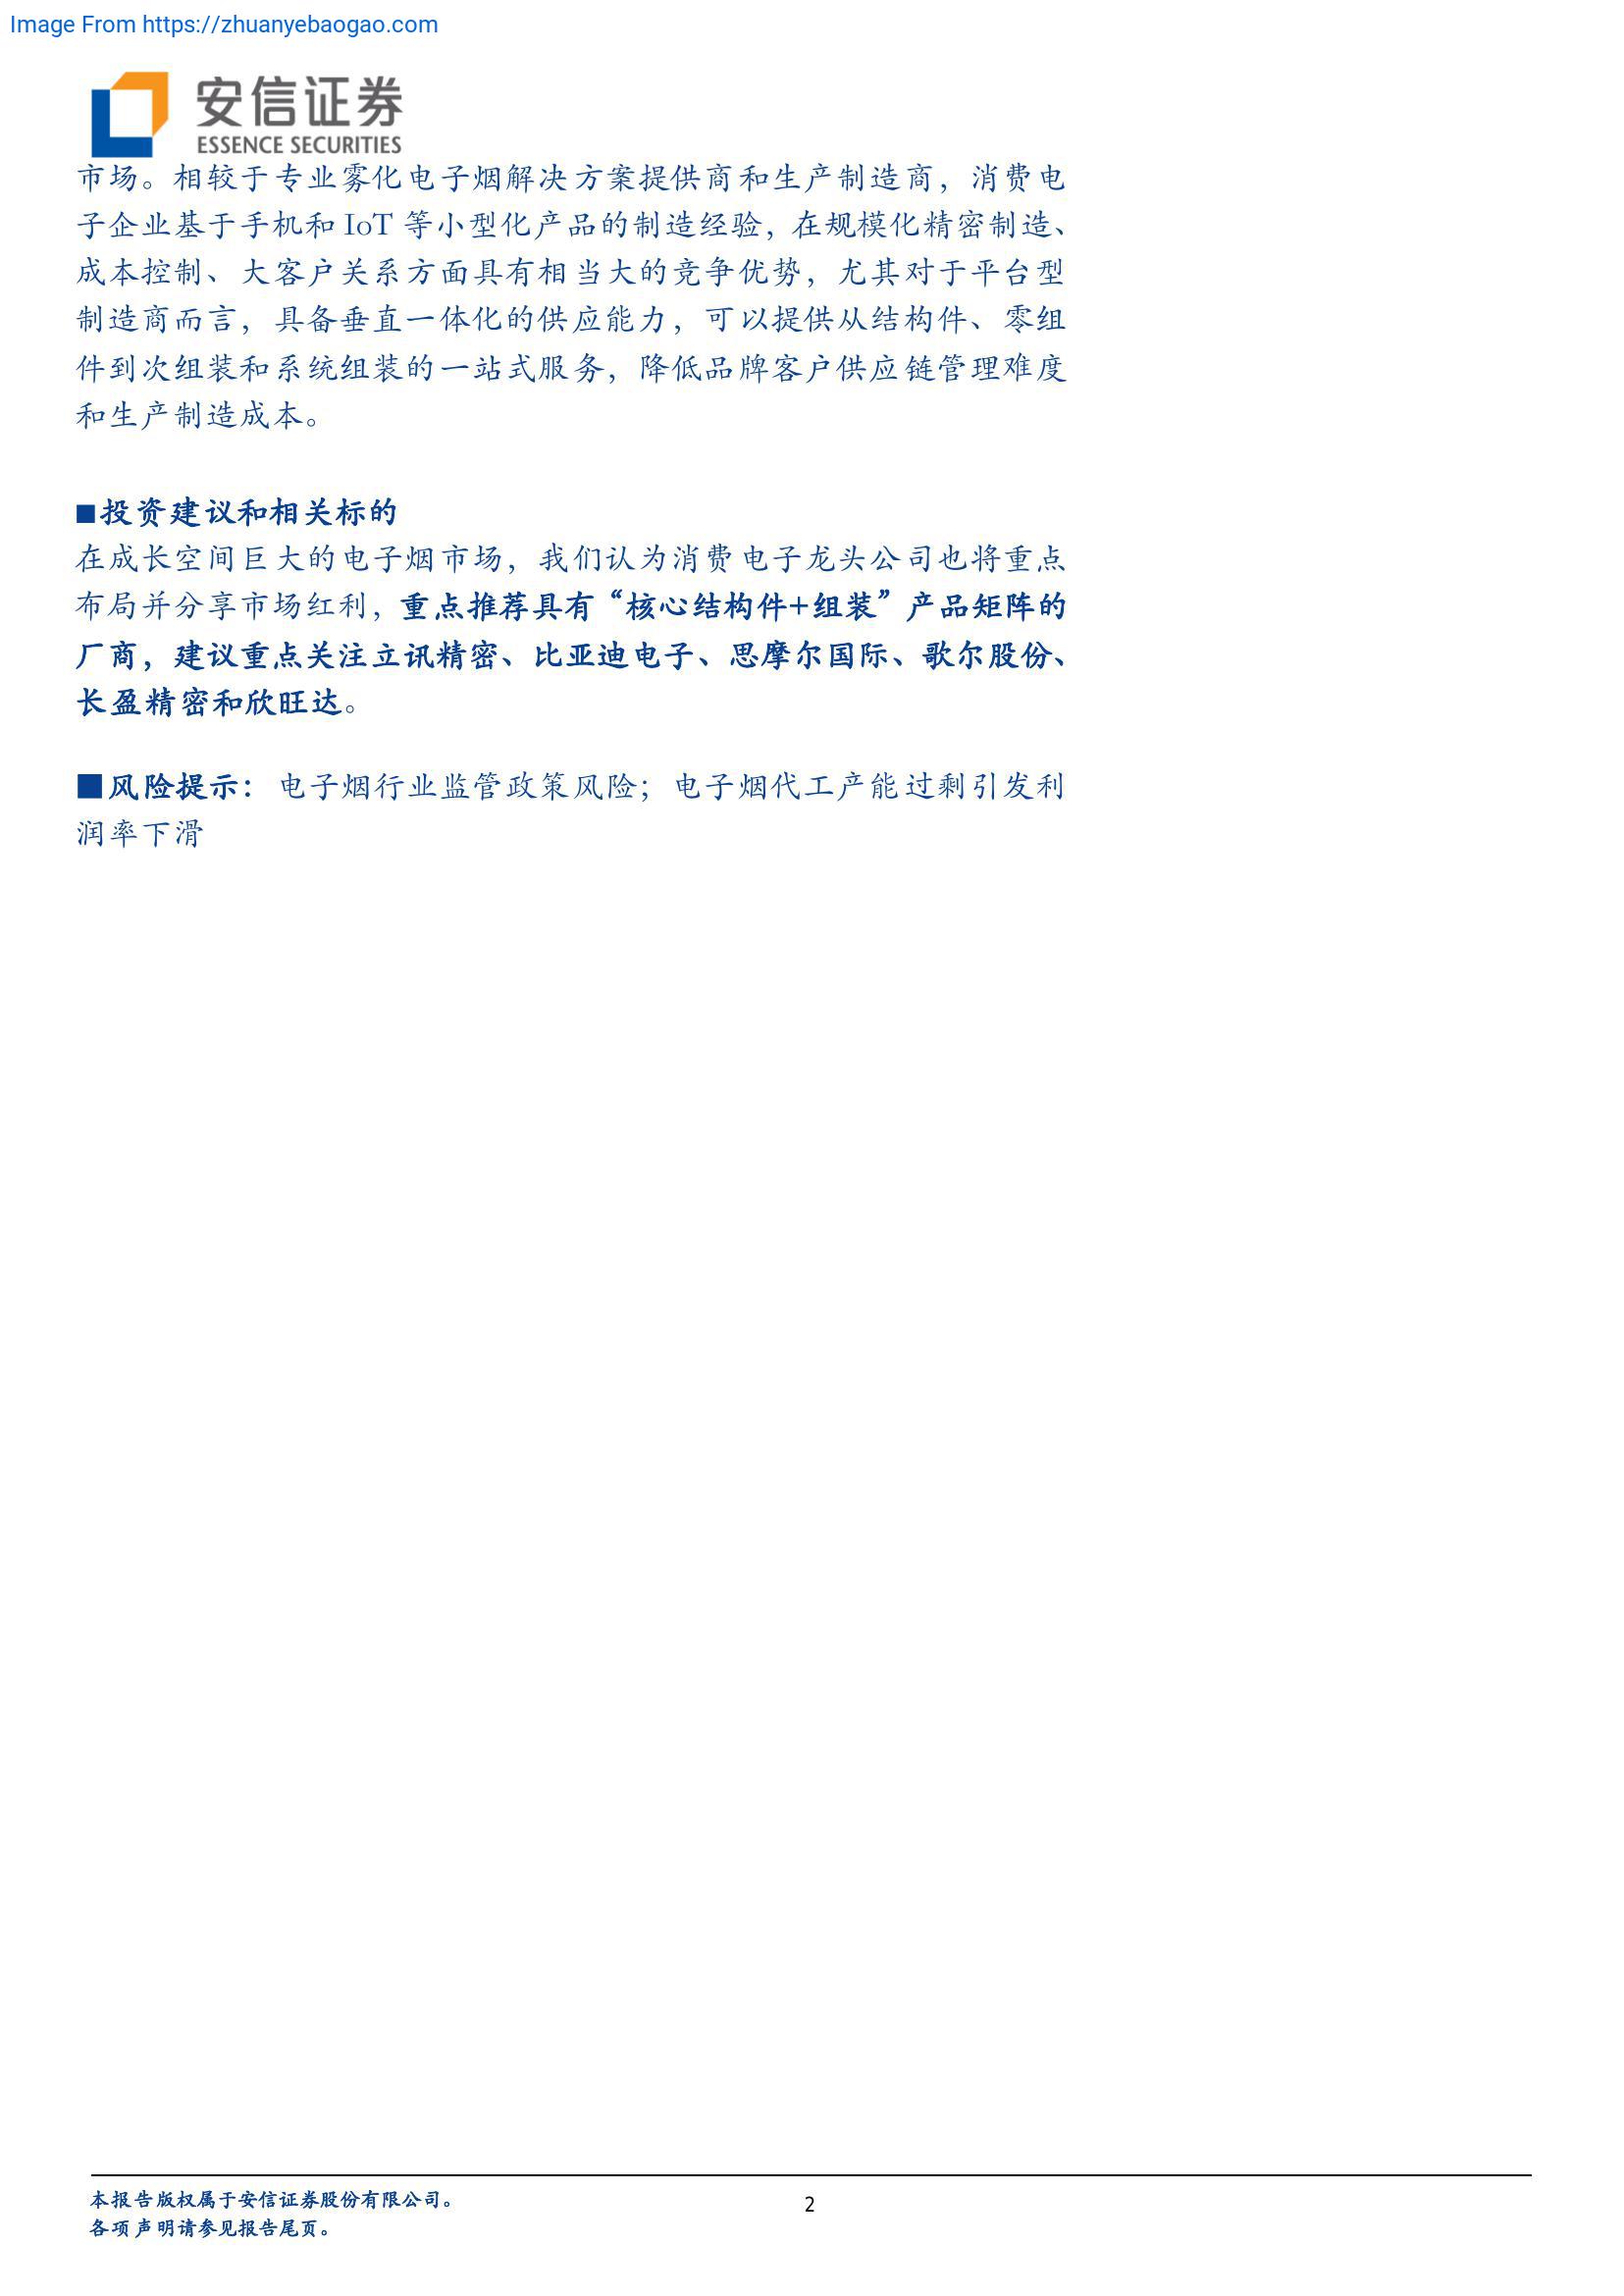 Image From https://zhuanyebaogao.com
安信证券
ESSENCE SECURITIES
市场。相较于专业雾化电子烟解决方案提供商和生产制造商，消费电
子企业基于手机和 IoT 等小型化产品的制造经验，在规模化精密制造、
成本控制、大客户关系方面具有相当大的竞争优势，尤其对于平台型
制造商而言，具备垂直一体化的供应能力，可以提供从结构件、零组
件到次组装和系统组装的一站式服务，降低品牌客户供应链管理难度
和生产制造成本。
■投资建议和相关标的
在成长空间巨大的电子烟市场，我们认为消费电子龙头公司也将重点
布局并分享市场红利，重点推荐具有“核心结构件+组装”产品矩阵的
厂商，建议重点关注立讯精密、比亚迪电子、思摩尔国际、歌尔股份、
长盈精密和欣旺达。
■风险提示：电子烟行业监管政策风险；电子烟代工产能过剩引发利
润率下滑
本报告版权属于安信证券股份有限公司。
2
各项声明请参见报告尾页。